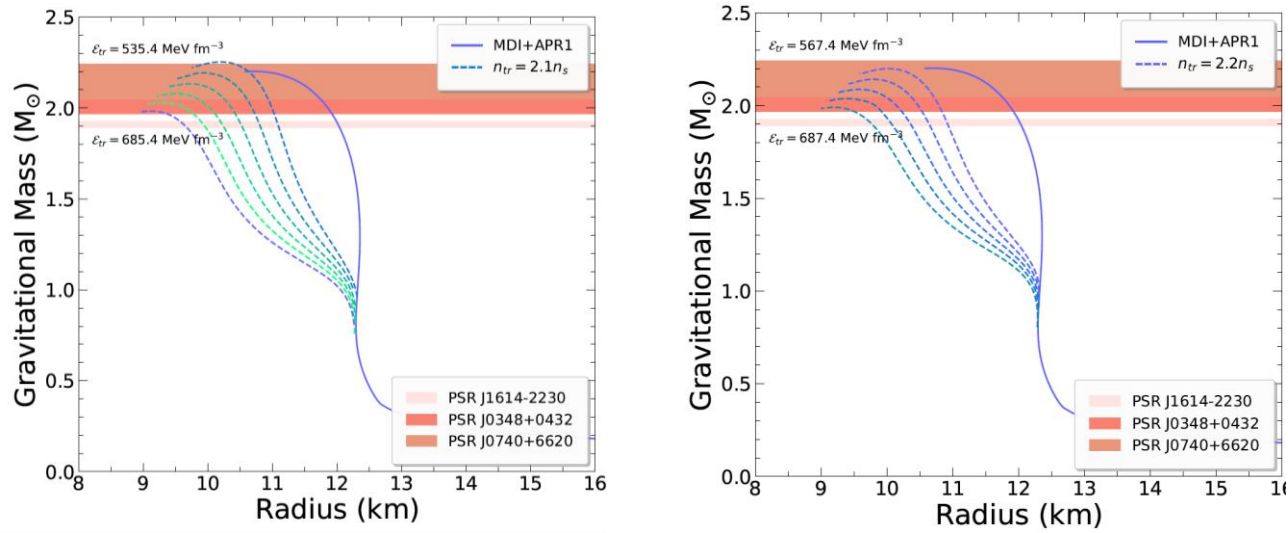 2.5
2.0
1.5
1.0
0.5
0.0
Gravitational Mass (M⊙)
ℰtr = 535.4 MeV fm−3
ℰtr = 685.4 MeV fm−3
MDI+APR1
ntr = 2.1ns
PSR J1614-2230
PSR J0348+0432
PSR J0740+6620
8 9 10 11 12 13 14 15 16
Radius (km)
2.5
2.0
1.5
1.0
0.5
0.0
Gravitational Mass (M⊙)
ℰtr = 567.4 MeV fm−3
ℰtr = 687.4 MeV fm−3
MDI+APR1
ntr = 2.2ns
PSR J1614-2230
PSR J0348+0432
PSR J0740+6620
8 9 10 11 12 13 14 15 16
Radius (km)